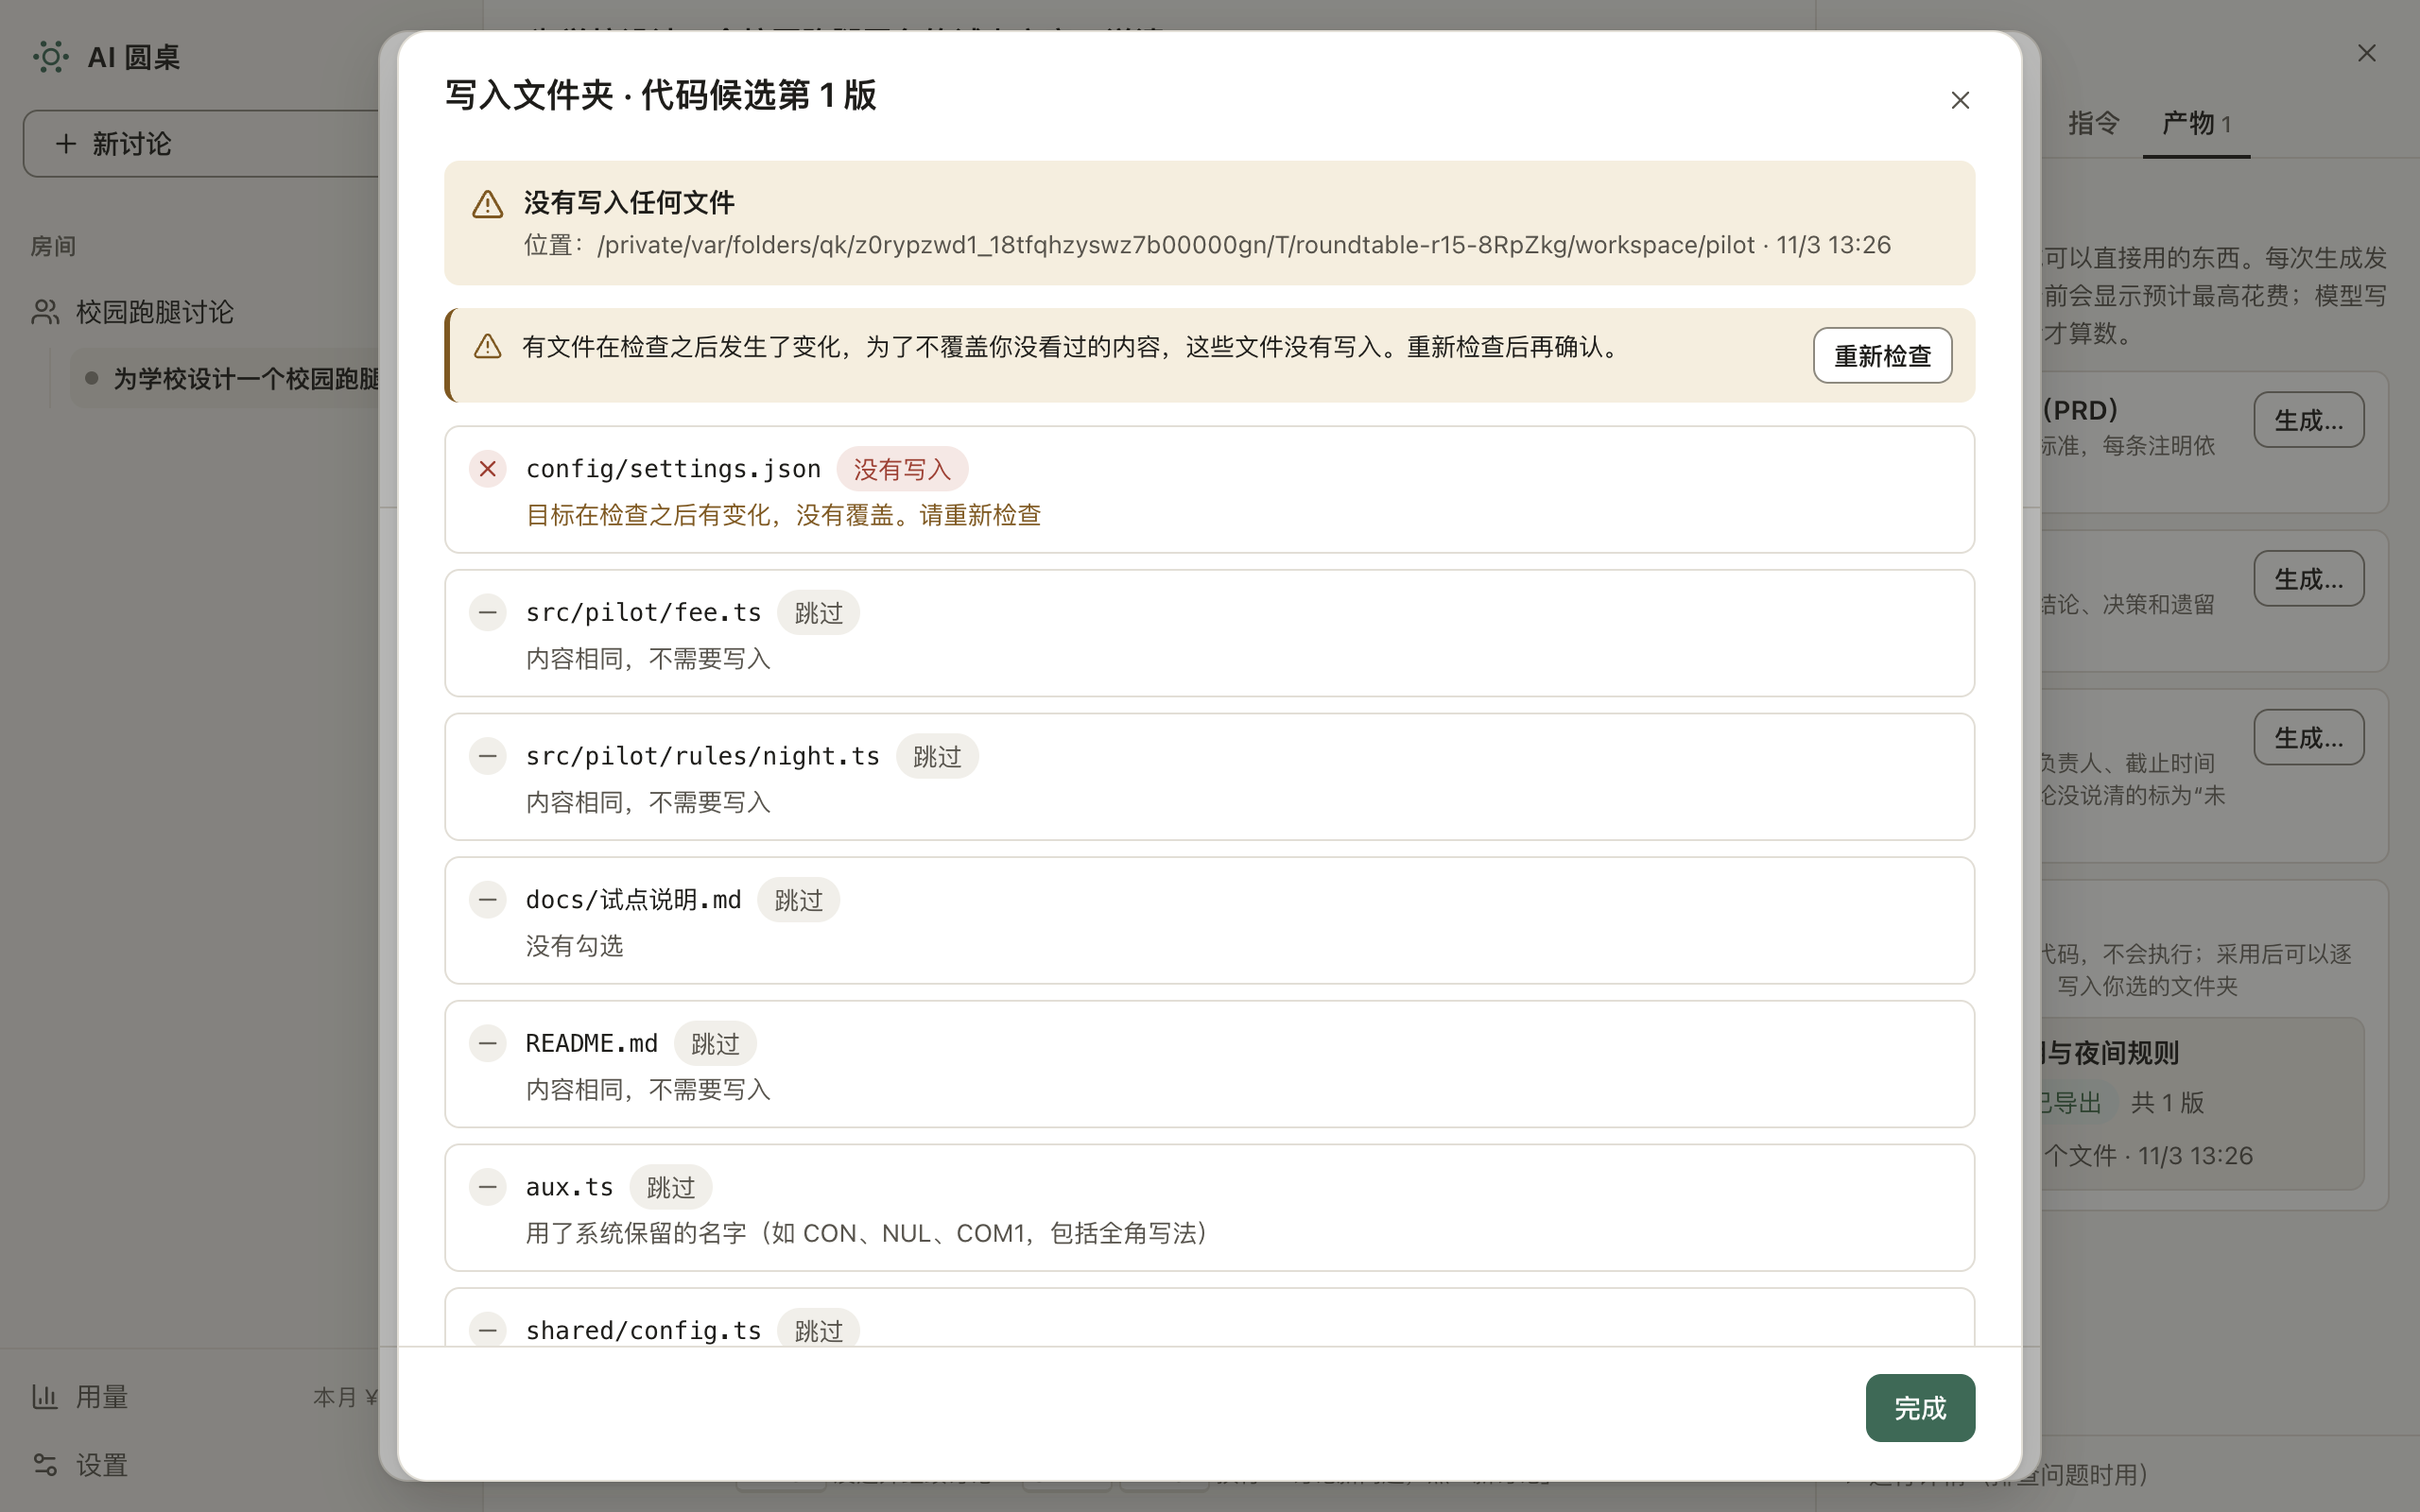 AI 圆桌
新讨论
房间
校园跑腿讨论
为学校设计一个校园跑腿
用量
本月 ¥
设置
写入文件夹 · 代码候选第 1 版
没有写入任何文件
位置：/private/var/folders/qk/z0rypzwd1_18tfqhzyswz7b00000gn/T/roundtable-r15-8RpZkg/workspace/pilot · 11/3 13:26
有文件在检查之后发生了变化，为了不覆盖你没看过的内容，这些文件没有写入。重新检查后再确认。
重新检查
config/settings.json 没有写入
目标在检查之后有变化，没有覆盖。请重新检查
src/pilot/fee.ts 跳过
内容相同，不需要写入
src/pilot/rules/night.ts 跳过
内容相同，不需要写入
docs/试点说明.md 跳过
没有勾选
README.md 跳过
内容相同，不需要写入
aux.ts 跳过
用了系统保留的名字（如 CON、NUL、COM1，包括全角写法）
shared/config.ts 跳过
完成
指令
产物 1
可以直接用的东西。每次生成发
前会显示预计最高花费；模型写
才算数。
（PRD）
生成...
标准，每条注明依
生成...
结论、决策和遗留
生成...
负责人、截止时间
论没说清的标为“未
代码，不会执行；采用后可以逐
写入你选的文件夹
与夜间规则
已导出 共 1 版
个文件 · 11/3 13:26
问题时用）